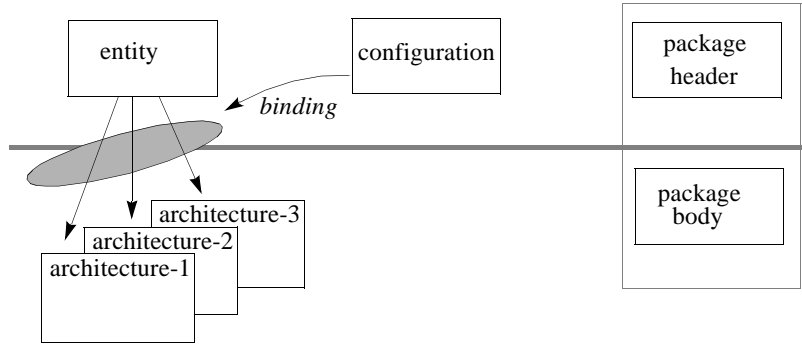 entity
configuration
package
header
binding
package
body
architecture-3
architecture-2
architecture-1